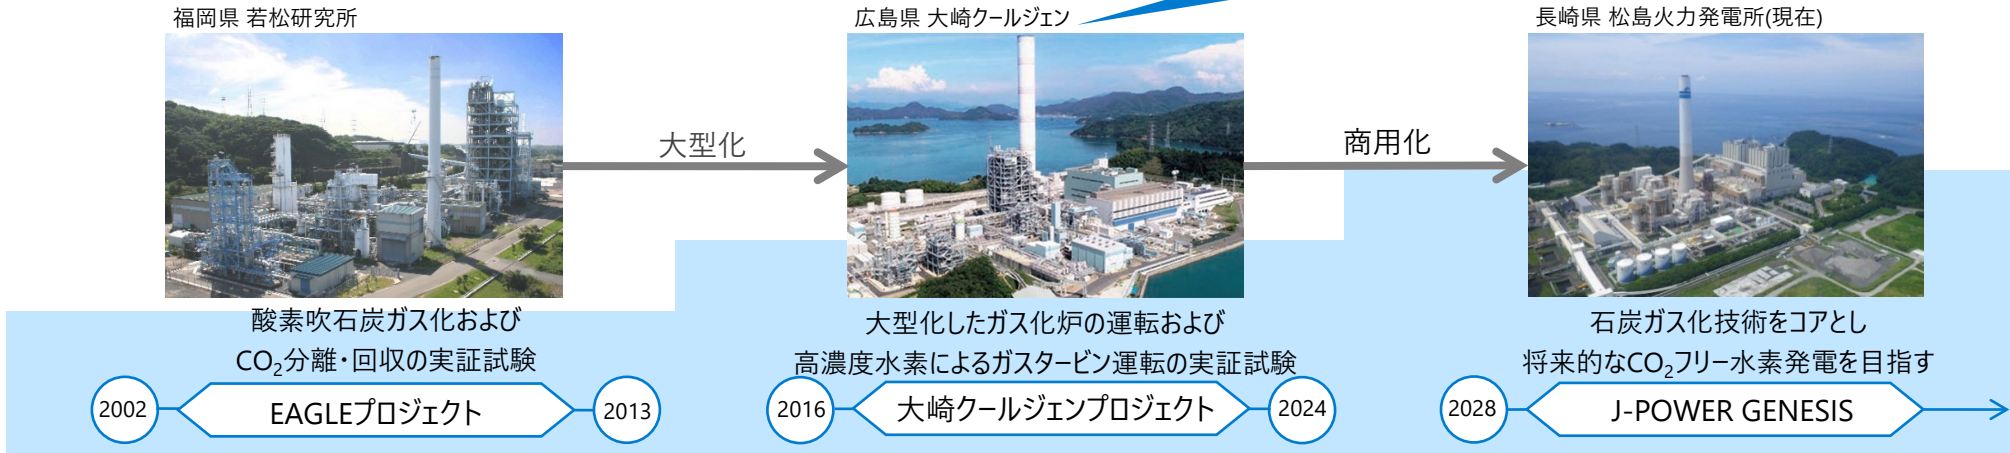 福岡県 若松研究所
広島県 大崎クールジェン
長崎県 松島火力発電所(現在)
大型化
商用化
酸素吹石炭ガス化および
CO₂分離・回収の実証試験
大型化したガス化炉の運転および
高濃度水素によるガスタービン運転の実証試験
石炭ガス化技術をコアとし
将来的なCO₂フリー水素発電を目指す
2002
EAGLEプロジェクト
2013
2016
大崎クールジェンプロジェクト
2024
2028
J-POWER GENESIS